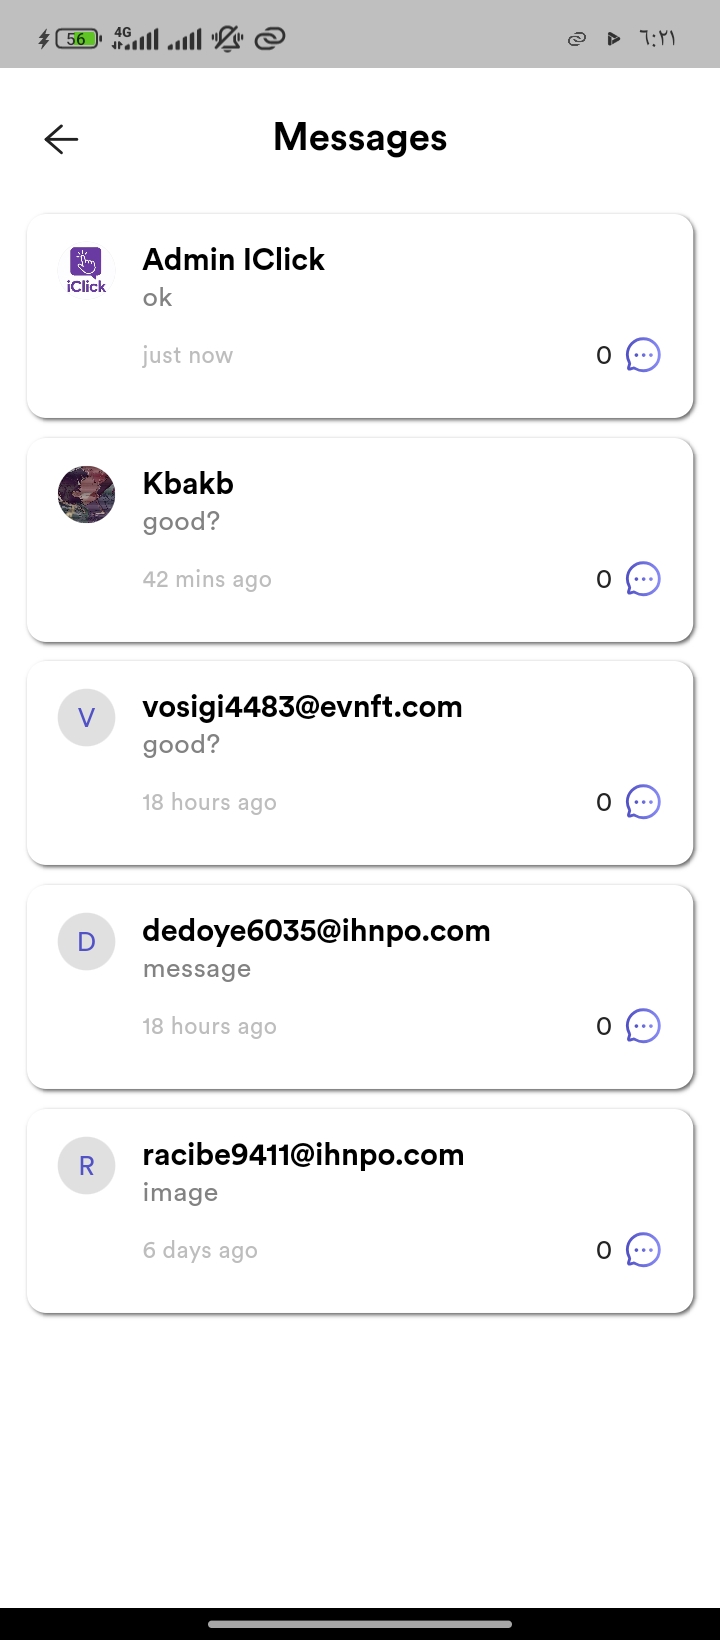 56 4G ٦:٢١
Messages
iClick
Admin IClick
ok
just now 0
Kbakb
good?
42 mins ago 0
V
vosigi4483@evnft.com
good?
18 hours ago 0
D
dedoye6035@ihnpo.com
message
18 hours ago 0
R
racibe9411@ihnpo.com
image
6 days ago 0